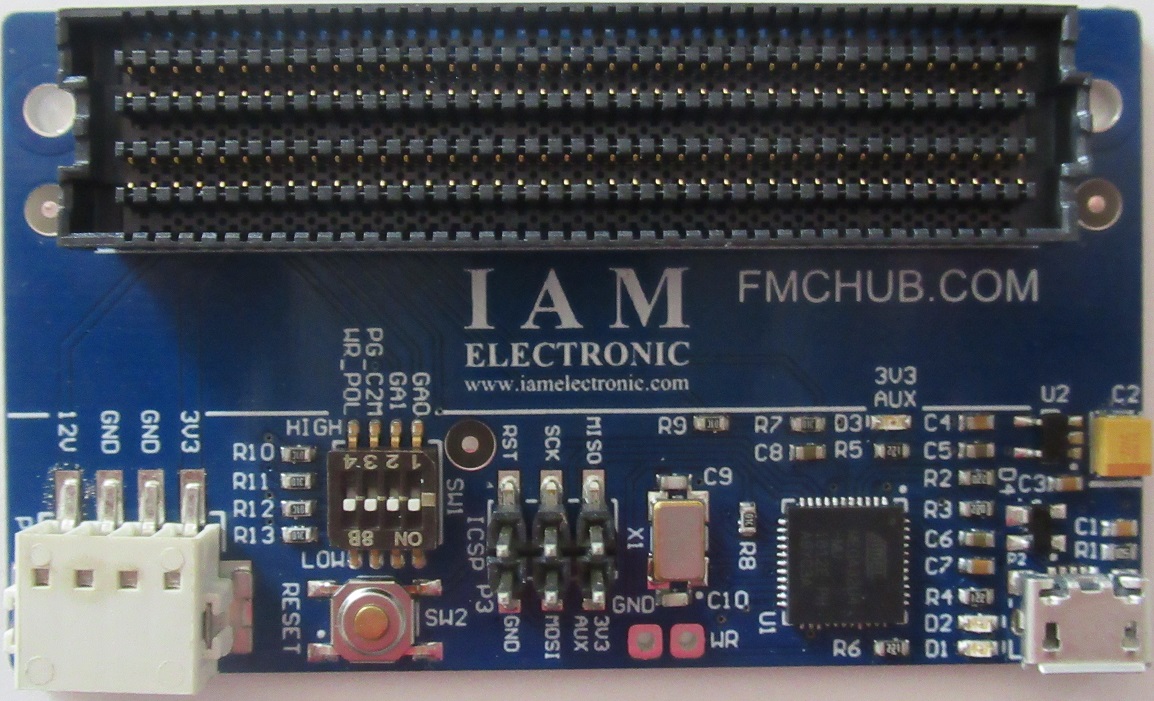 I A M
ELECTRONIC
www.iamelectronic.com
FMCHUB.COM
12V
GND
GND
3V3
WR_POL
PG_C2M
GA1
GA0
HIGH
R10
R11
R12
R13
LOW
1 2 3 4
ON
SW1
RESET
SW2
RST
SCK
MISO
ICSP P3
GND
MOSI
AUX
3V3
R9
C9
X1
R8
C10
GND
WR
3V3
AUX
R7
D3
C8
R5
U1
R6
C4
C5
R2
R3
C6
C7
R4
D2
D1
U2
C2
D4
C3
C1
R1
P2